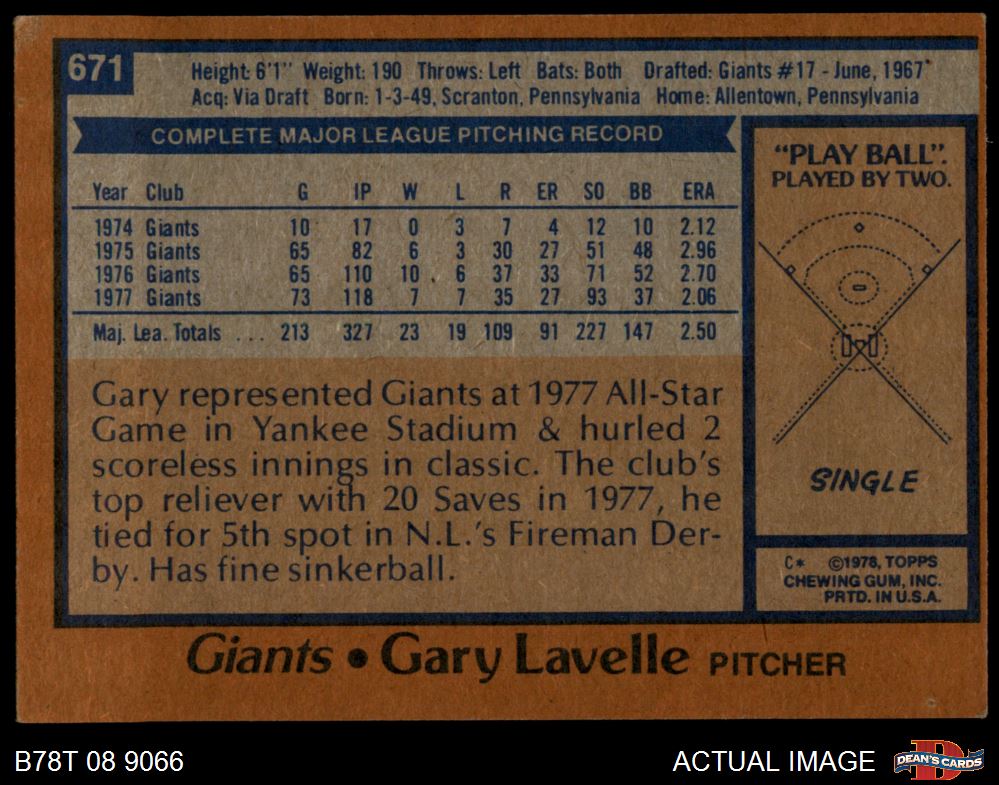 671
Height: 6'1" Weight: 190 Throws: Left Bats: Both Drafted: Giants #17 - June, 1967
Acq: Via Draft Born: 1-3-49, Scranton, Pennsylvania Home: Allentown, Pennsylvania
COMPLETE MAJOR LEAGUE PITCHING RECORD
Year Club G IP W L R ER SO BB ERA
1974 Giants 10 17 0 3 7 4 12 10 2.12
1975 Giants 65 82 6 3 30 27 51 48 2.96
1976 Giants 65 110 10 6 37 33 71 52 2.70
1977 Giants 73 118 7 7 35 27 93 37 2.06
Maj. Lea. Totals ... 213 327 23 19 109 91 227 147 2.50
Gary represented Giants at 1977 All-Star
Game in Yankee Stadium & hurled 2
scoreless innings in classic. The club's
top reliever with 20 Saves in 1977, he
tied for 5th spot in N.L.'s Fireman Der-
by. Has fine sinkerball.
"PLAY BALL".
PLAYED BY TWO.
SINGLE
C* ©1978, TOPPS
CHEWING GUM, INC.
PRTD. IN U.S.A.
Giants • Gary Lavelle PITCHER
B78T 08 9066
ACTUAL IMAGE
D
DEAN'S CARDS